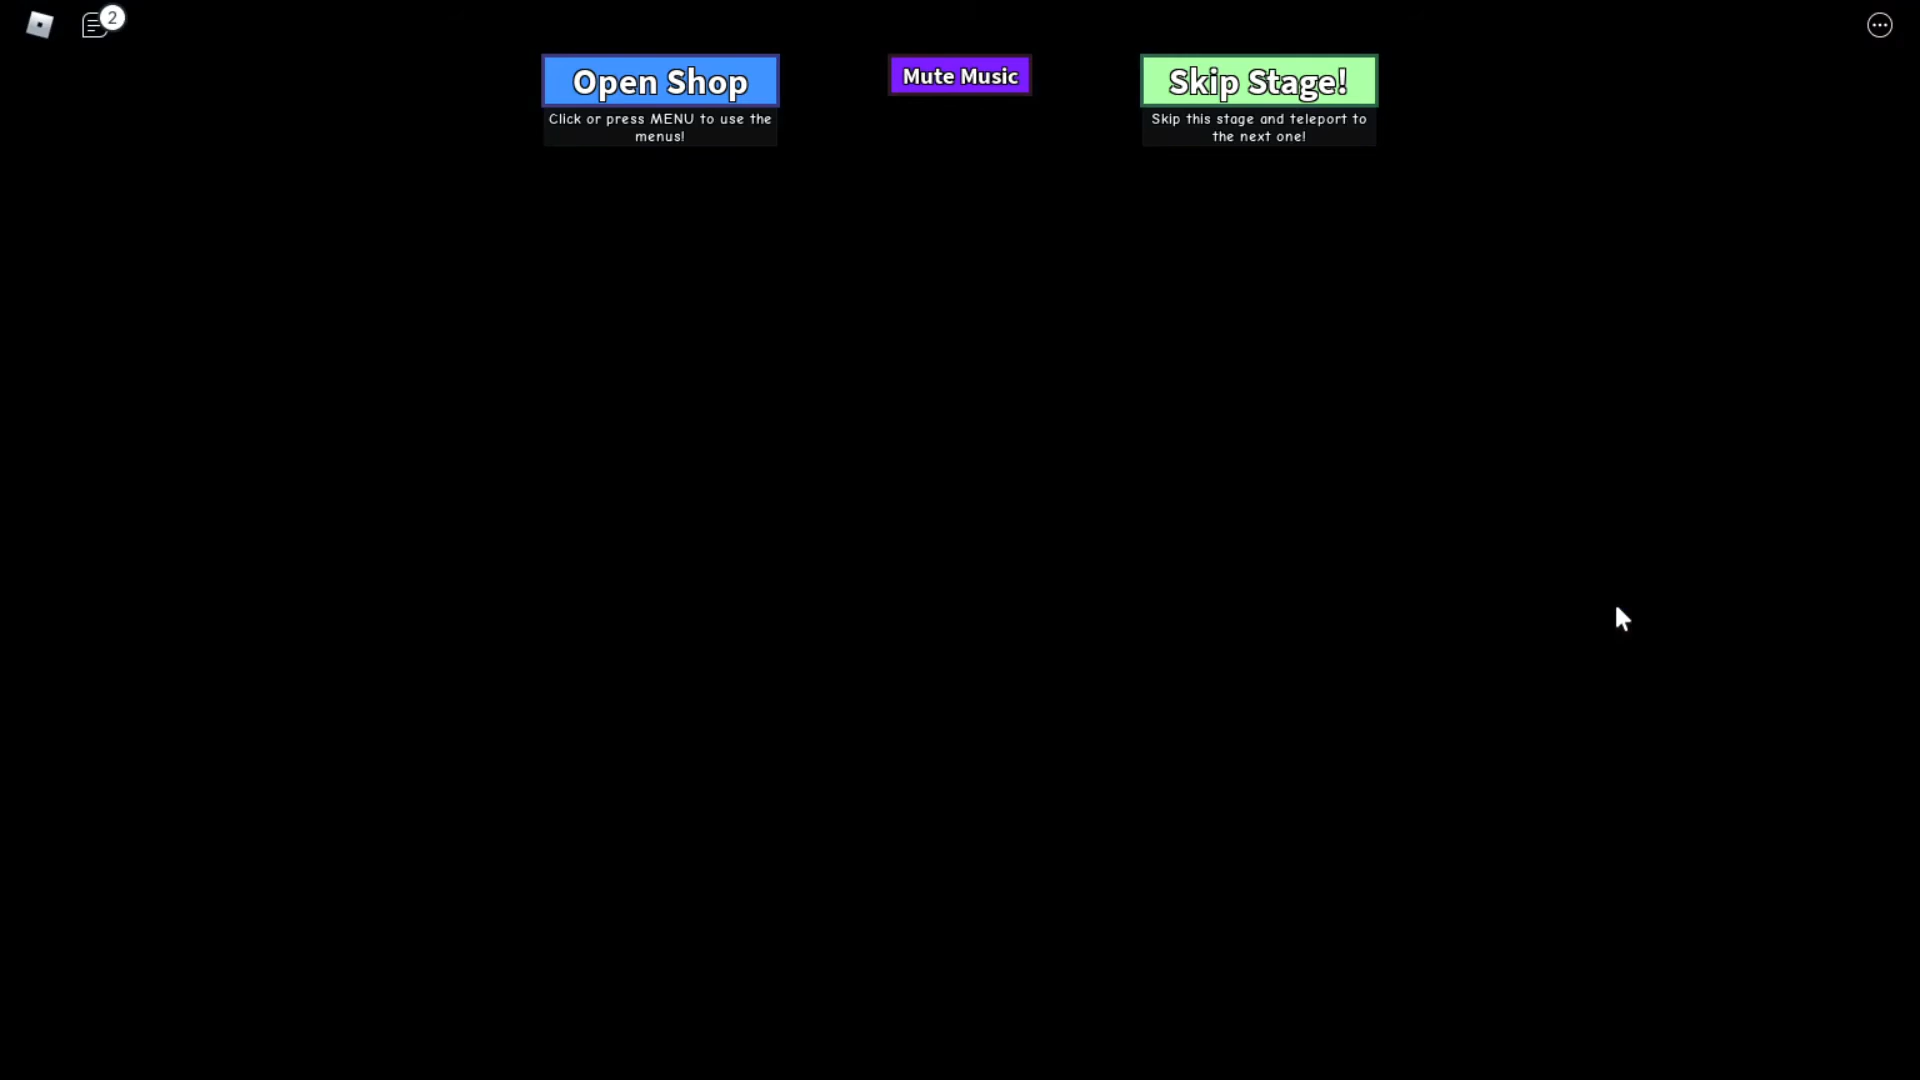 2
Open Shop
Click or press MENU to use the
menus!
Mute Music
Skip Stage!
Skip this stage and teleport to
the next one!